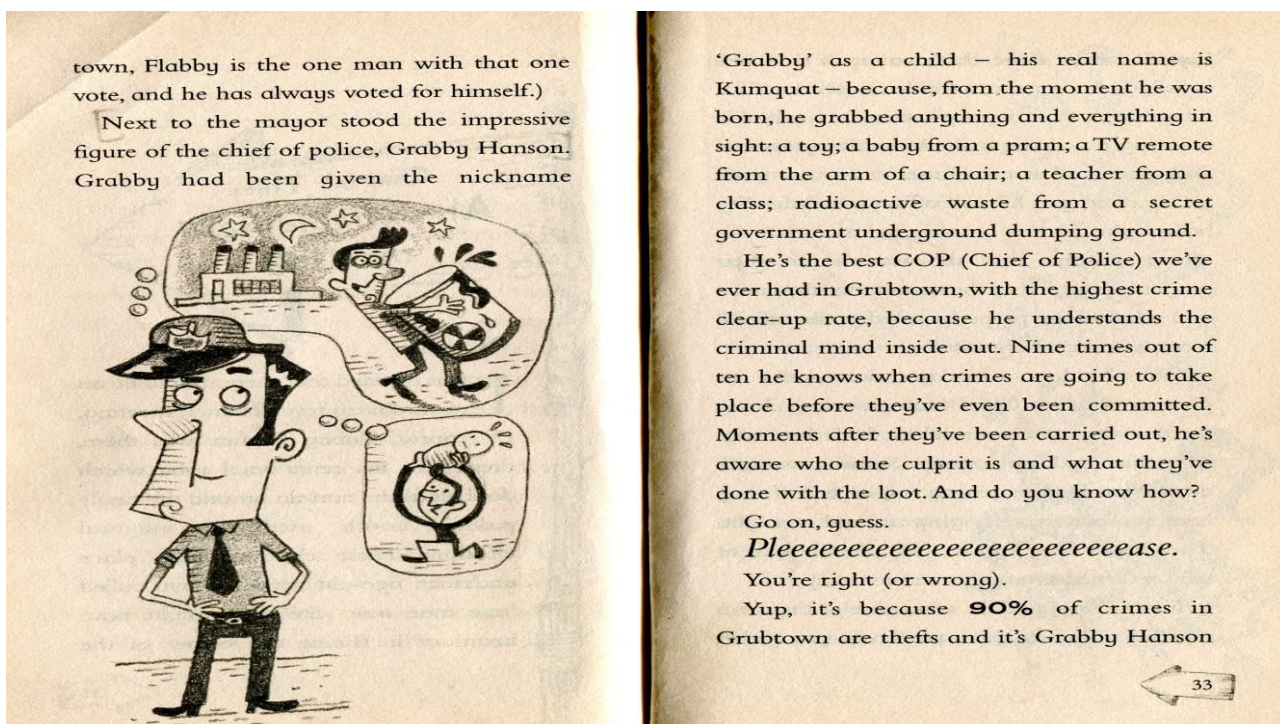 town, Flabby is the one man with that one
vote, and he has always voted for himself.)
Next to the mayor stood the impressive
figure of the chief of police, Grabby Hanson.
Grabby had been given the nickname
‘Grabby’ as a child – his real name is
Kumquat – because, from the moment he was
born, he grabbed anything and everything in
sight: a toy; a baby from a pram; a TV remote
from the arm of a chair; a teacher from a
class; radioactive waste from a secret
government underground dumping ground.
He’s the best COP (Chief of Police) we’ve
ever had in Grubtown, with the highest crime
clear-up rate, because he understands the
criminal mind inside out. Nine times out of
ten he knows when crimes are going to take
place before they’ve even been committed.
Moments after they’ve been carried out, he’s
aware who the culprit is and what they’ve
done with the loot. And do you know how?
Go on, guess.
Pleeeeeeeeeeeeeeeeeeeeeeeeeease.
You’re right (or wrong).
Yup, it’s because 90% of crimes in
Grubtown are thefts and it’s Grabby Hanson
33